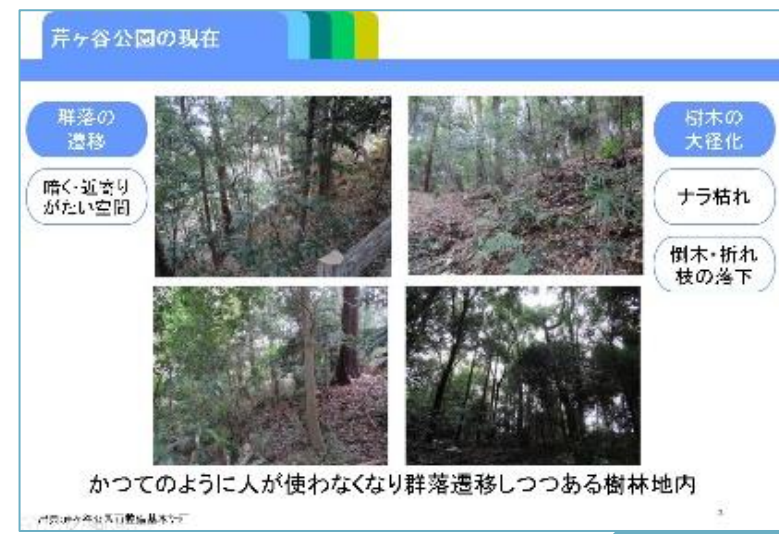 芹ヶ谷公園の現在
群落の
遷移
暗く・近寄り
がたい空間
樹木の
大径化
ナラ枯れ
倒木・折れ
枝の落下
かつてのように人が使わなくなり群落遷移しつつある樹林地内